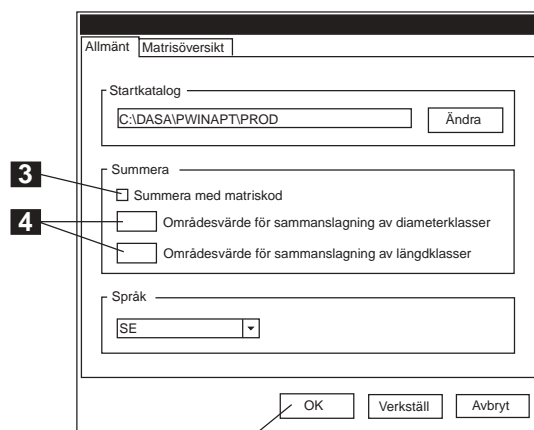 Allmänt Matrisöversikt
Startkatalog
C:\DASA\PWINAPT\PROD Ändra
Summera
3 Summera med matriskod
4 Områdesvärde för sammanslagning av diameterklasser
Områdesvärde för sammanslagning av längdklasser
Språk
SE
OK Verkställ Avbryt